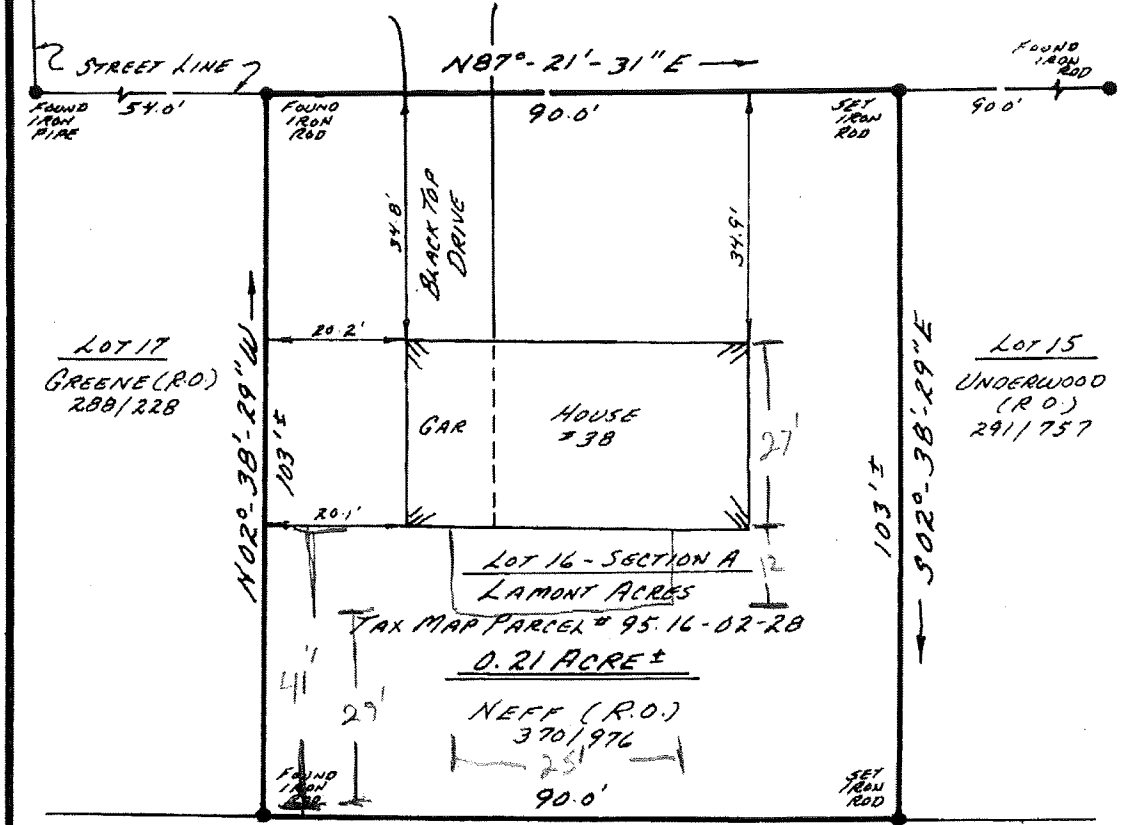 STREET LINE
N87°-21'-31"E
FOUND
IRON
ROD
FOUND
IRON
PIPE
54.0'
FOUND
IRON
ROD
90.0'
SET
IRON
ROD
90.0'
34.8'
BLACK TOP
DRIVE
34.9'
20.2'
LOT 17
GREENE (R.O.)
288/228
N02°-38'-29"W
103'±
GAR
HOUSE
#38
27'
103'±
S02°-38'-29"E
LOT 15
UNDERWOOD
(R.O.)
291/757
20.1'
LOT 16 - SECTION A
12
LAMONT ACRES
TAX MAP PARCEL # 95.16-02-28
0.21 ACRE±
41'
29'
NEFF (R.O.)
370/976
25'
FOUND
IRON
ROD
90.0'
SET
IRON
ROD